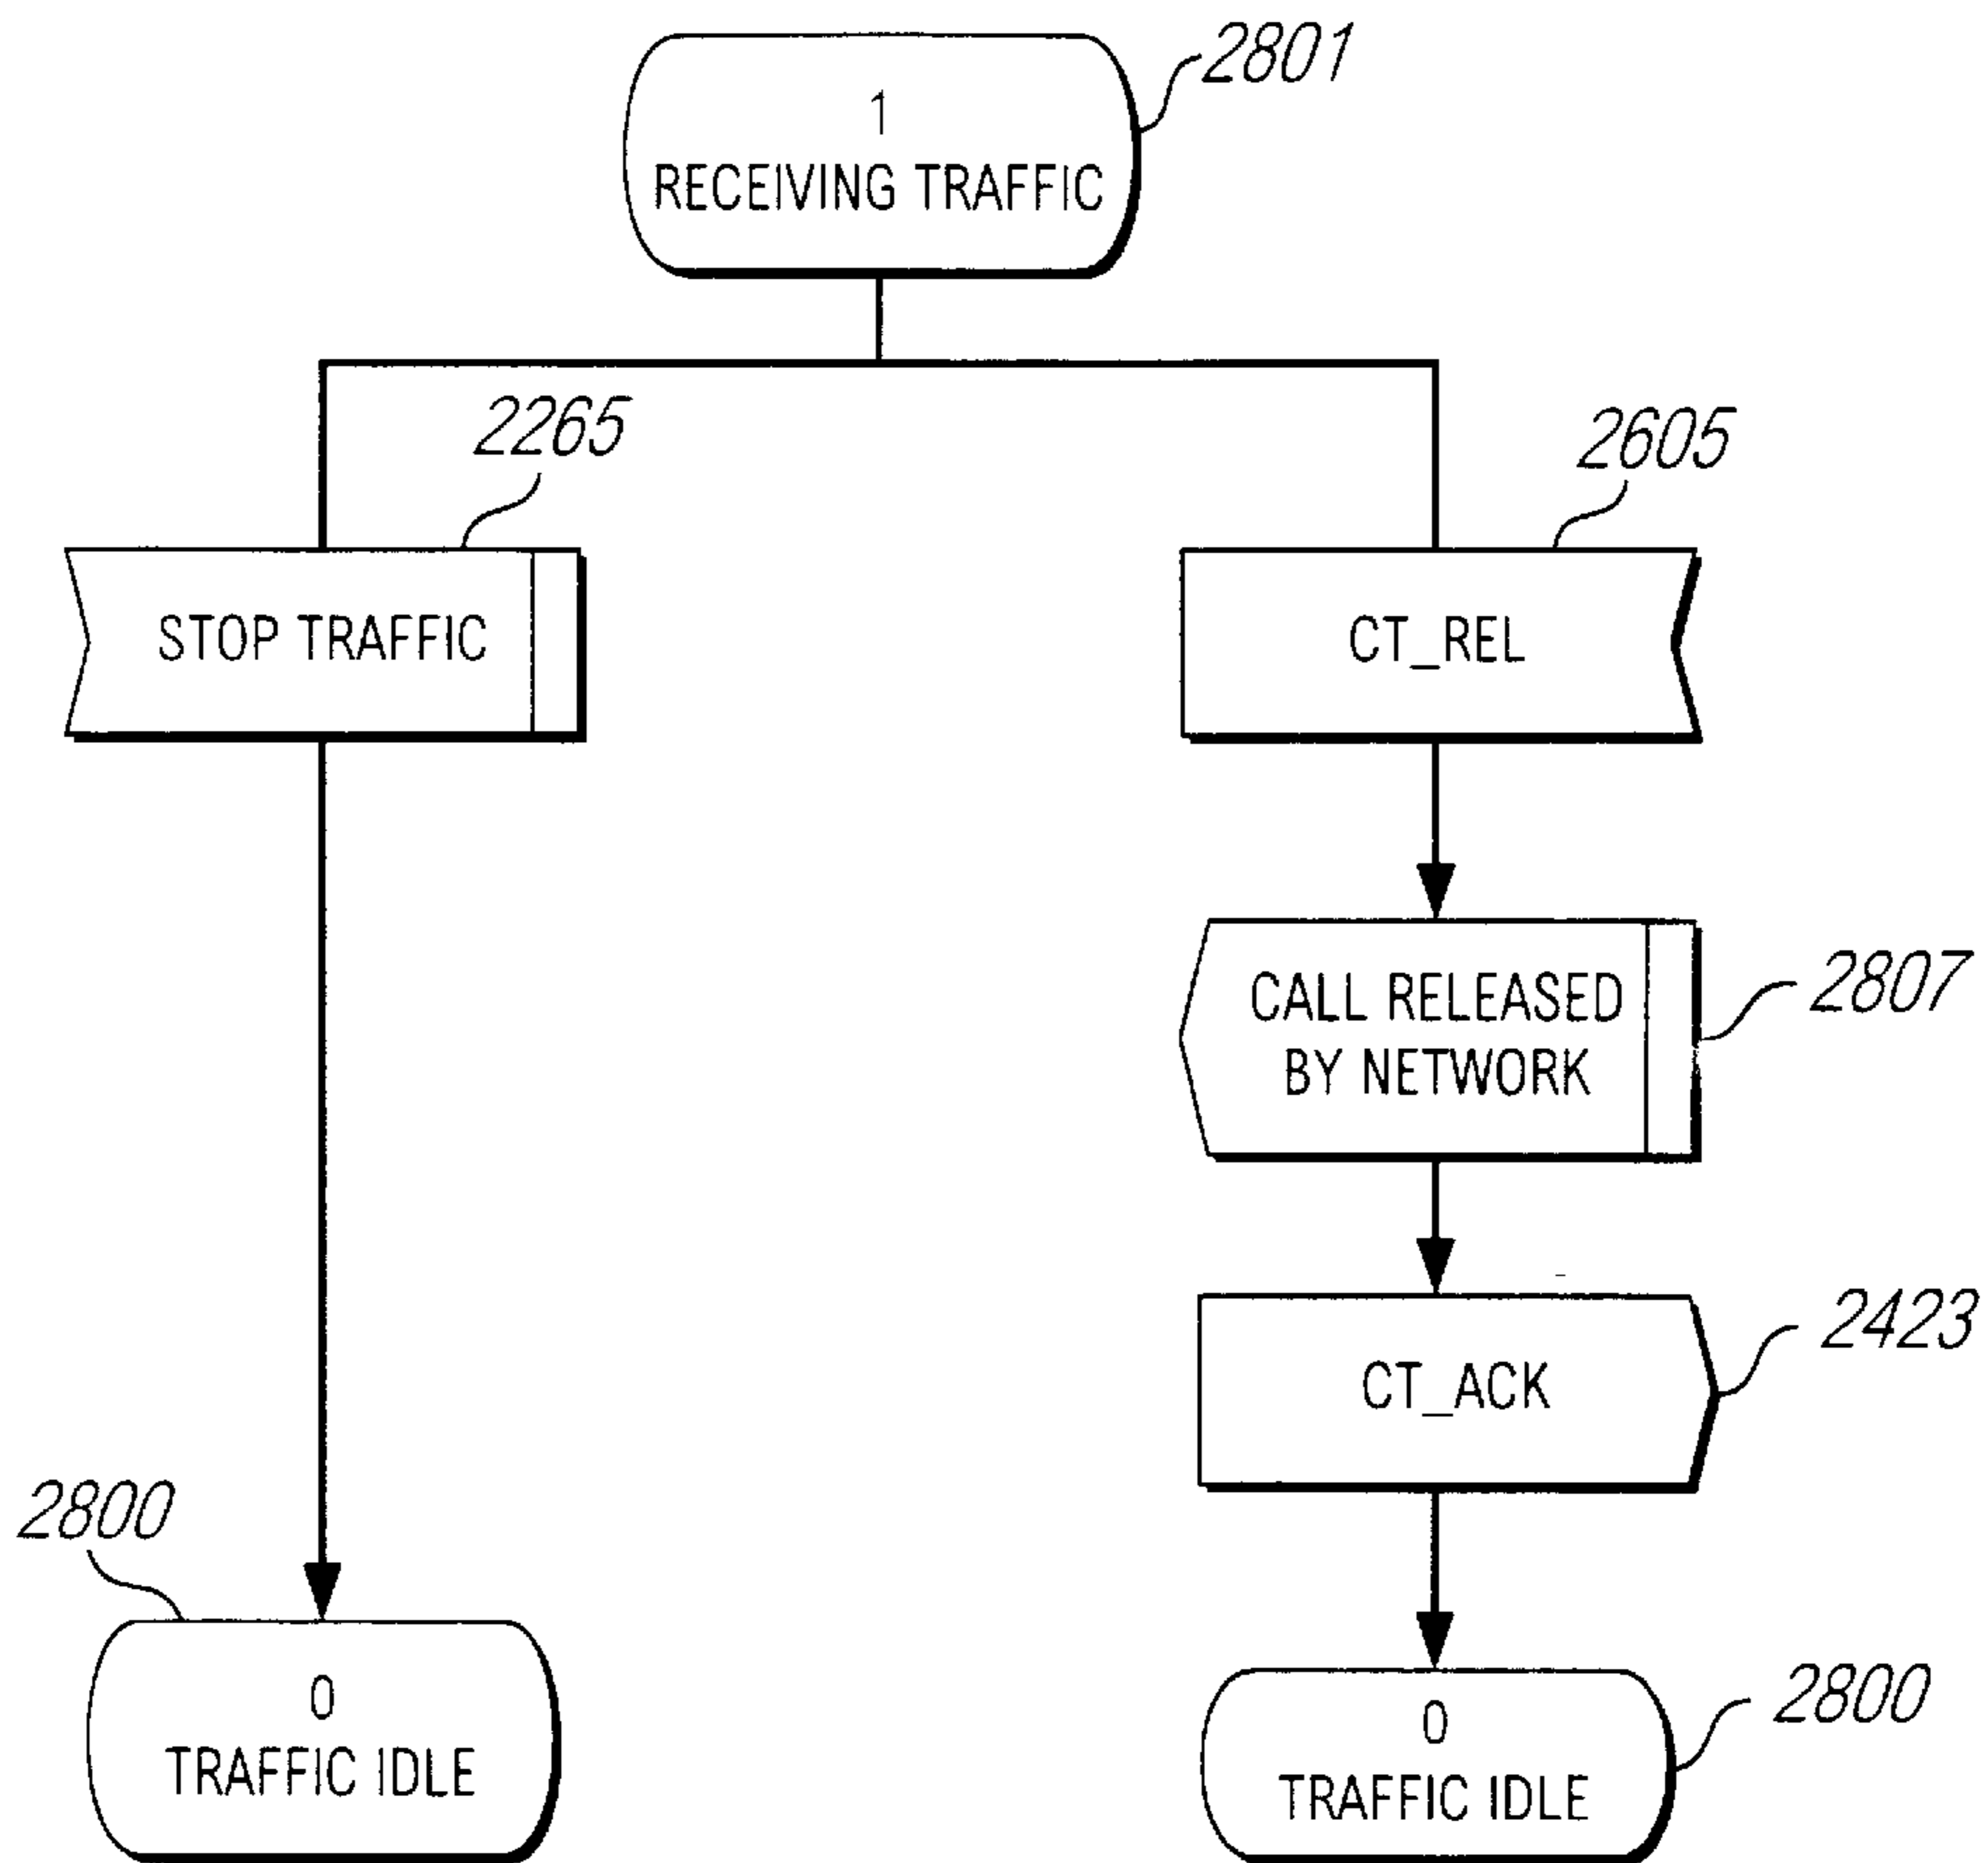 2801
1
RECEIVING TRAFFIC
2265
2605
STOP TRAFFIC
CT_REL
CALL RELEASED
BY NETWORK
2807
2423
CT_ACK
2800
0
TRAFFIC IDLE
2800
0
TRAFFIC IDLE